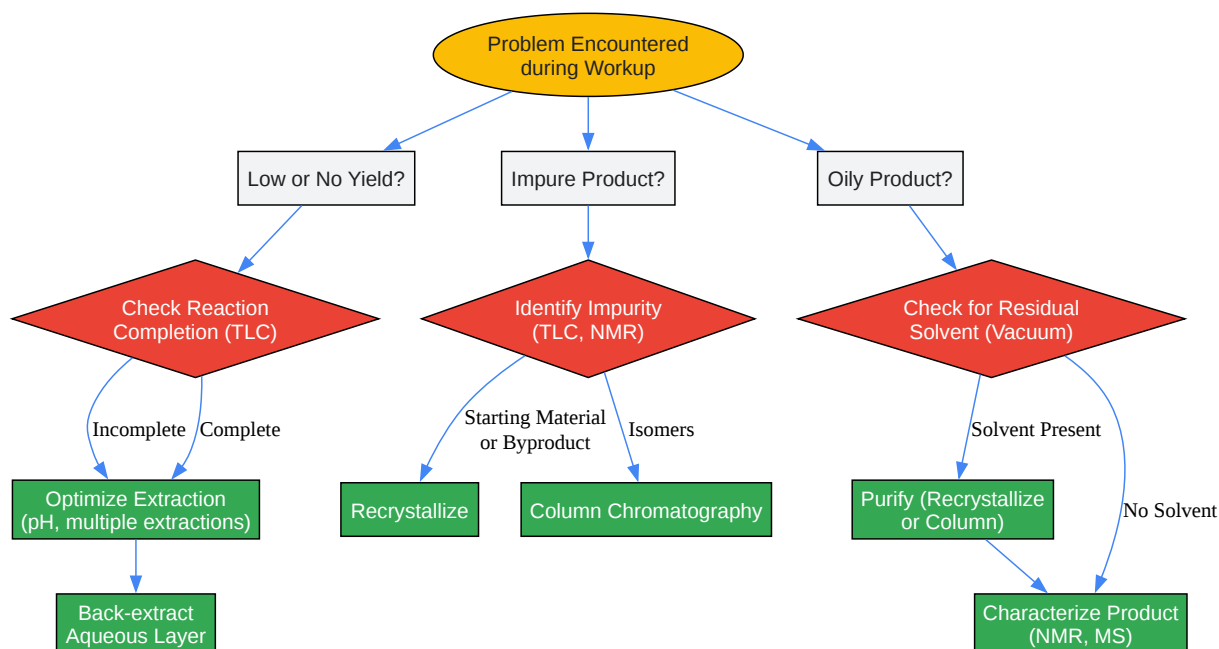 Problem Encountered
during Workup
Low or No Yield?
Impure Product?
Oily Product?
Check Reaction
Completion (TLC)
Identify Impurity
(TLC, NMR)
Check for Residual
Solvent (Vacuum)
Incomplete
Complete
Starting Material
or Byproduct
Isomers
Solvent Present
No Solvent
Optimize Extraction
(pH, multiple extractions)
Recrystallize
Column Chromatography
Purify (Recrystallize
or Column)
Back-extract
Aqueous Layer
Characterize Product
(NMR, MS)